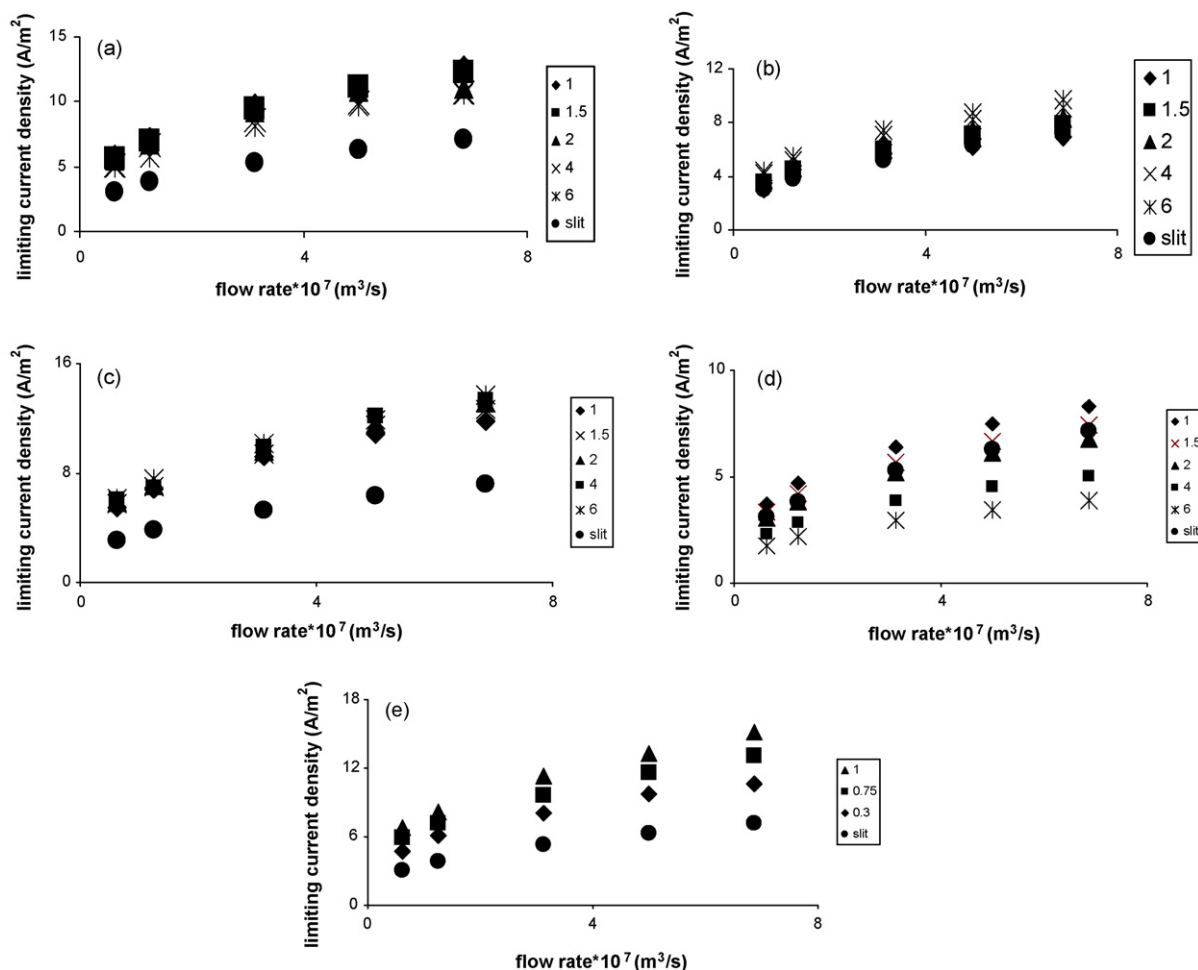 (a)
limiting current density (A/m²)
15
10
5
0
0
4
8
flow rate*10⁷ (m³/s)
1
1.5
2
4
6
slit
(b)
limiting current density (A/m²)
12
8
4
0
0
4
8
flow rate*10⁷ (m³/s)
1
1.5
2
4
6
slit
(c)
limiting current density (A/m²)
16
8
0
0
4
8
flow rate*10⁷ (m³/s)
1
1.5
2
4
6
slit
(d)
limiting current density (A/m²)
10
5
0
0
4
8
flow rate*10⁷ (m³/s)
1
1.5
2
4
6
slit
(e)
limiting current density (A/m²)
18
12
6
0
0
4
8
flow rate*10⁷ (m³/s)
1
0.75
0.3
slit